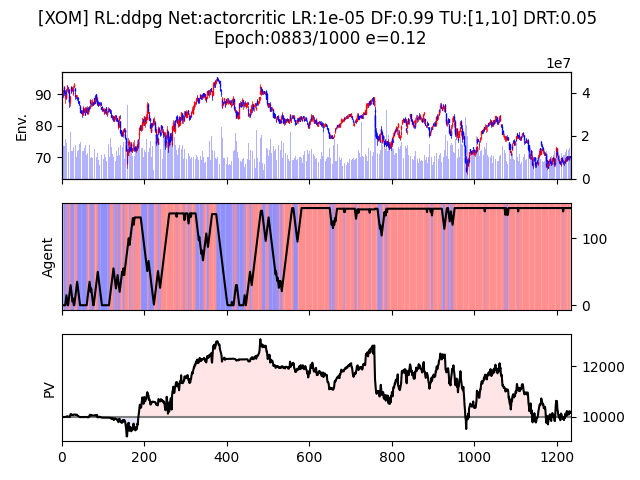 [XOM] RL:ddpg Net:actorcritic LR:1e-05 DF:0.99 TU:[1,10] DRT:0.05
Epoch:0883/1000 e=0.12
1e7
Env.
90
80
70
4
2
0
Agent
100
0
PV
12000
10000
0 200 400 600 800 1000 1200